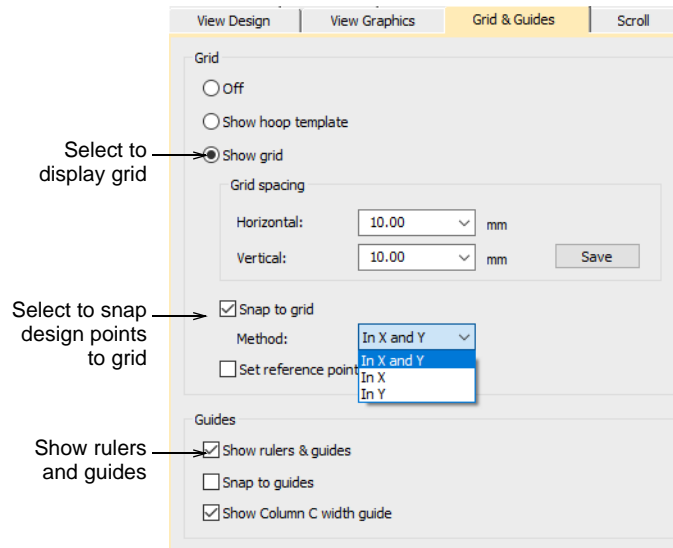 View Design
View Graphics
Grid & Guides
Scroll
Grid
Off
Show hoop template
Select to
display grid
Show grid
Grid spacing
Horizontal:
10.00
mm
Vertical:
10.00
mm
Save
Select to snap
design points
to grid
Snap to grid
Method:
In X and Y
In X and Y
In X
In Y
Set reference point
Guides
Show rulers
and guides
Show rulers & guides
Snap to guides
Show Column C width guide